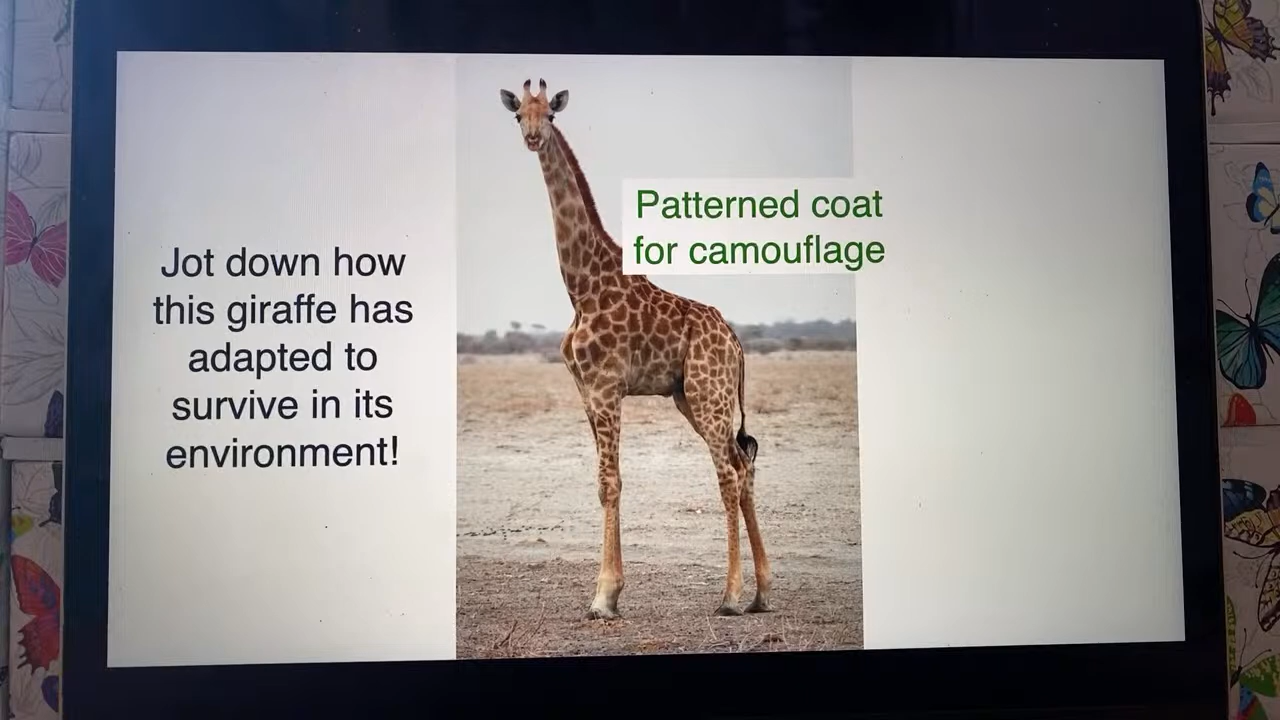 Jot down how
this giraffe has
adapted to
survive in its
environment!
Patterned coat
for camouflage